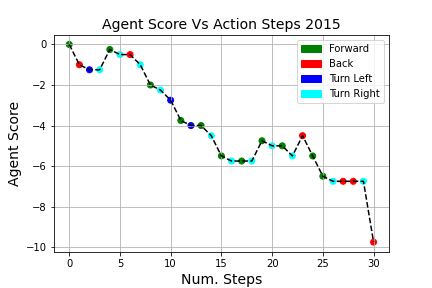 Agent Score Vs Action Steps 2015
Forward
Back
Turn Left
Turn Right
Agent Score
0
−2
−4
−6
−8
−10
0 5 10 15 20 25 30
Num. Steps